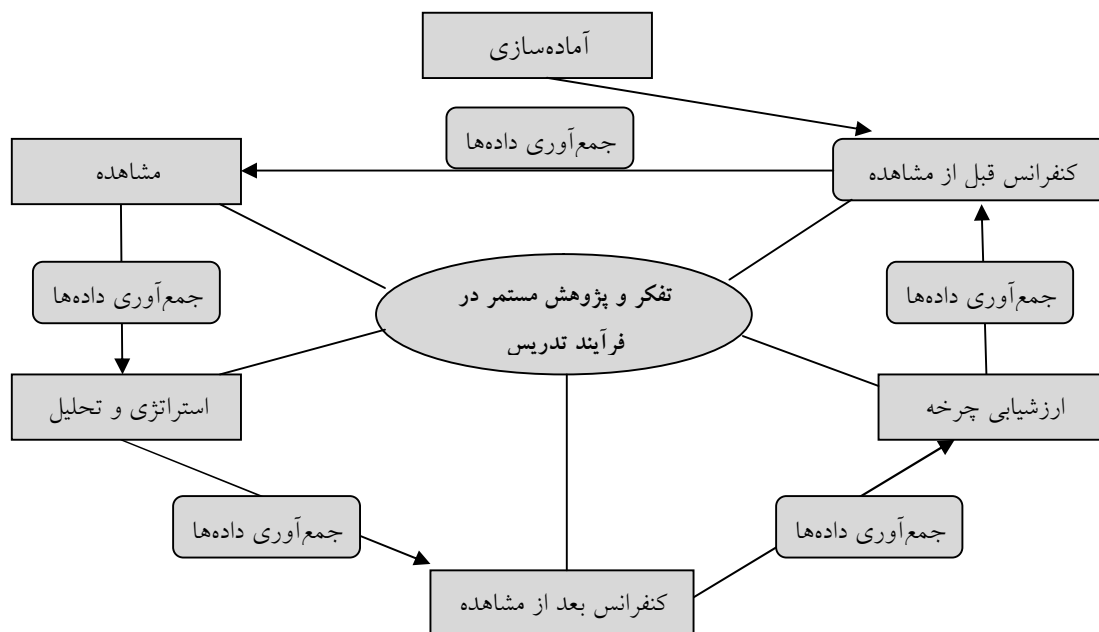 آماده‌سازی
جمع‌آوری داده‌ها
کنفرانس قبل از مشاهده
مشاهده
جمع‌آوری داده‌ها
تفکر و پژوهش مستمر در
فرآیند تدریس
جمع‌آوری داده‌ها
ارزشیابی چرخه
استراتژی و تحلیل
جمع‌آوری داده‌ها
جمع‌آوری داده‌ها
کنفرانس بعد از مشاهده